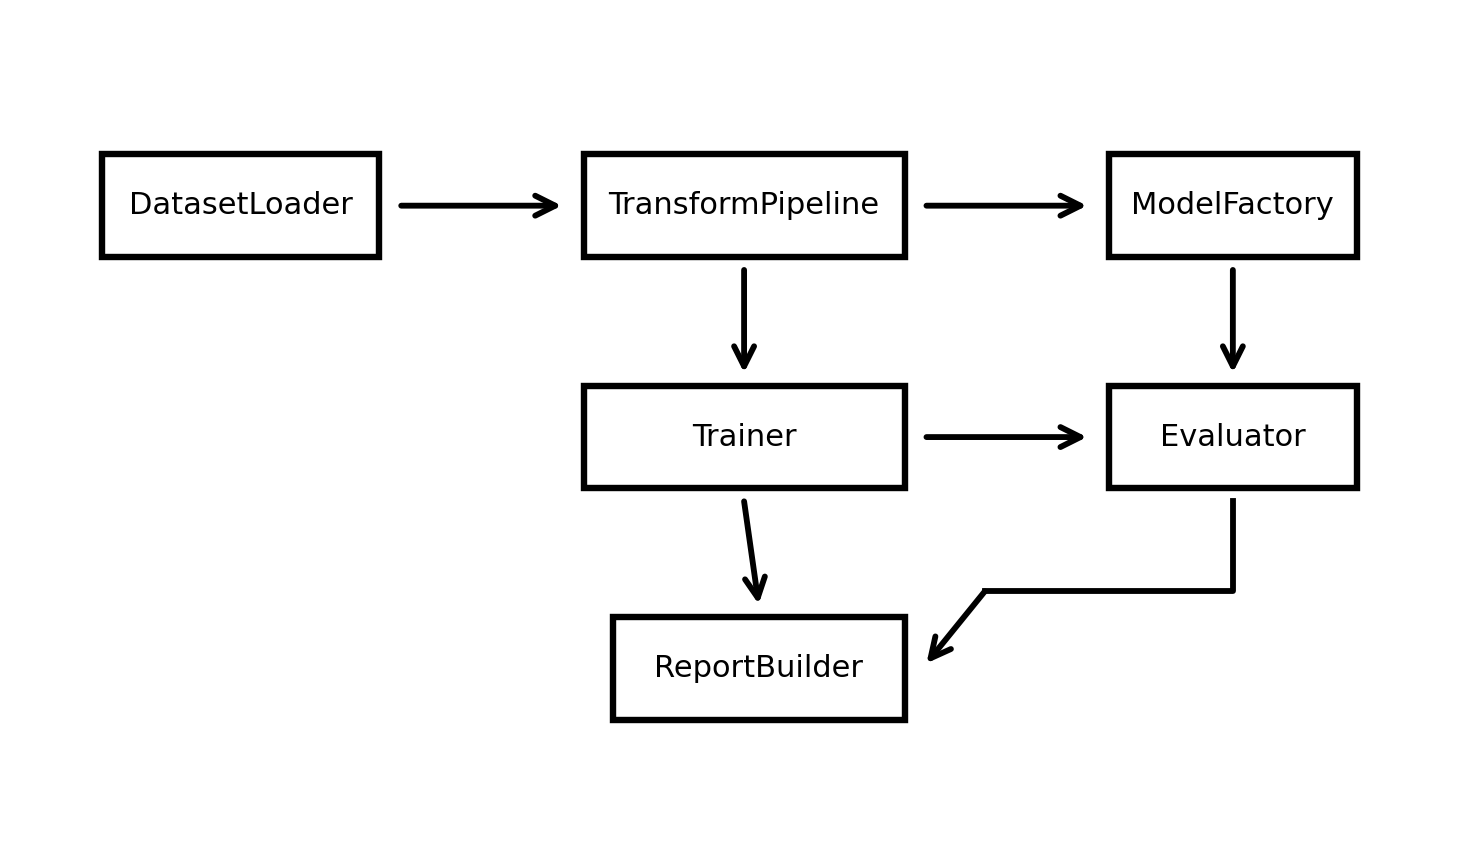 DatasetLoader
TransformPipeline
ModelFactory
Trainer
Evaluator
ReportBuilder